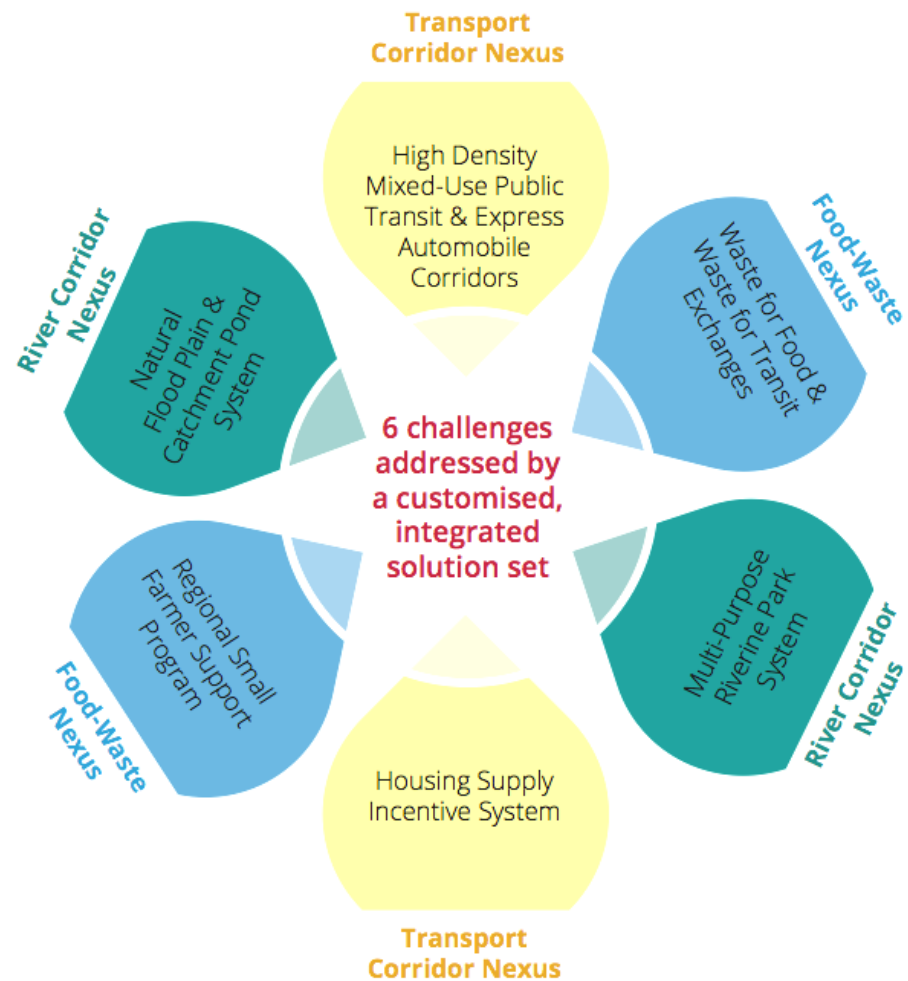 Transport
Corridor Nexus
High Density
Mixed-Use Public
Transit & Express
Automobile
Corridors
Food-Waste
Nexus
Waste for Food &
Waste for Transit
Exchanges
River Corridor
Nexus
Natural
Flood Plain &
Catchment Pond
System
6 challenges
addressed by
a customised,
integrated
solution set
Multi-Purpose
Riverine Park
System
River Corridor
Nexus
Regional Small
Farmer Support
Program
Food-Waste
Nexus
Housing Supply
Incentive System
Transport
Corridor Nexus